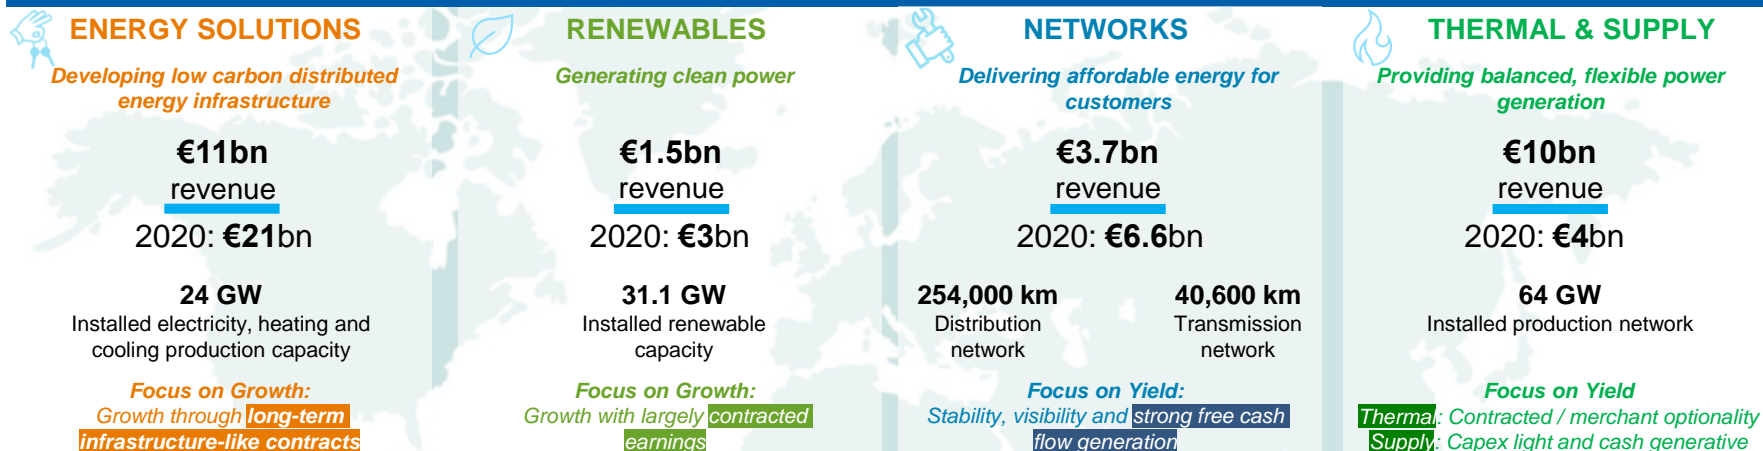 ENERGY SOLUTIONS
Developing low carbon distributed
energy infrastructure
€11bn
revenue
2020: €21bn
24 GW
Installed electricity, heating and
cooling production capacity
Focus on Growth:
Growth through long-term
infrastructure-like contracts
RENEWABLES
Generating clean power
€1.5bn
revenue
2020: €3bn
31.1 GW
Installed renewable
capacity
Focus on Growth:
Growth with largely contracted
earnings
NETWORKS
Delivering affordable energy for
customers
€3.7bn
revenue
2020: €6.6bn
254,000 km
Distribution
network
40,600 km
Transmission
network
Focus on Yield:
Stability, visibility and strong free cash
flow generation
THERMAL & SUPPLY
Providing balanced, flexible power
generation
€10bn
revenue
2020: €4bn
64 GW
Installed production network
Focus on Yield
Thermal: Contracted / merchant optionality
Supply: Capex light and cash generative